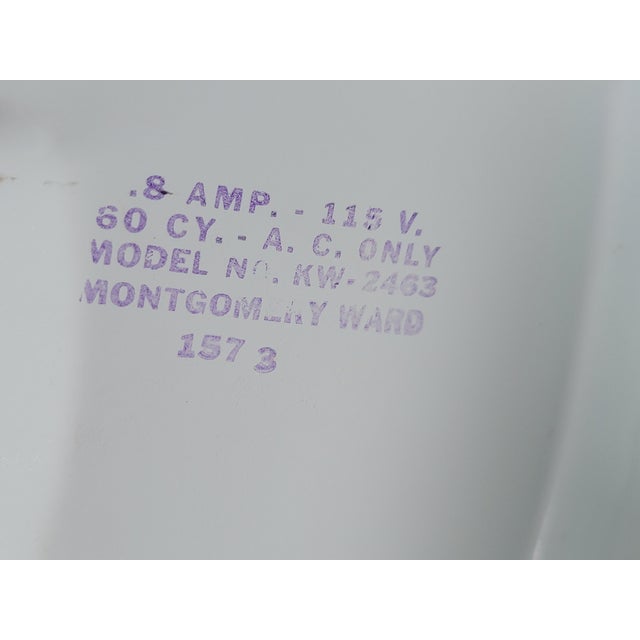 .8 AMP. - 115 V.
60 CY. - A. C. ONLY
MODEL NO. KW-2463
MONTGOMERY WARD
157 3